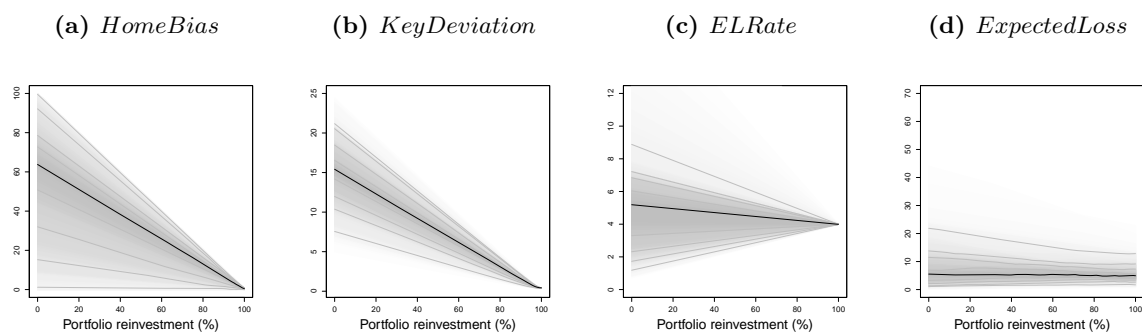 (a) HomeBias
(b) KeyDeviation
(c) ELRate
(d) ExpectedLoss
100
80
60
40
20
0
0 20 40 60 80 100
Portfolio reinvestment (%)
25
20
15
10
5
0
0 20 40 60 80 100
Portfolio reinvestment (%)
12
10
8
6
4
2
0
0 20 40 60 80 100
Portfolio reinvestment (%)
70
60
50
40
30
20
10
0
0 20 40 60 80 100
Portfolio reinvestment (%)